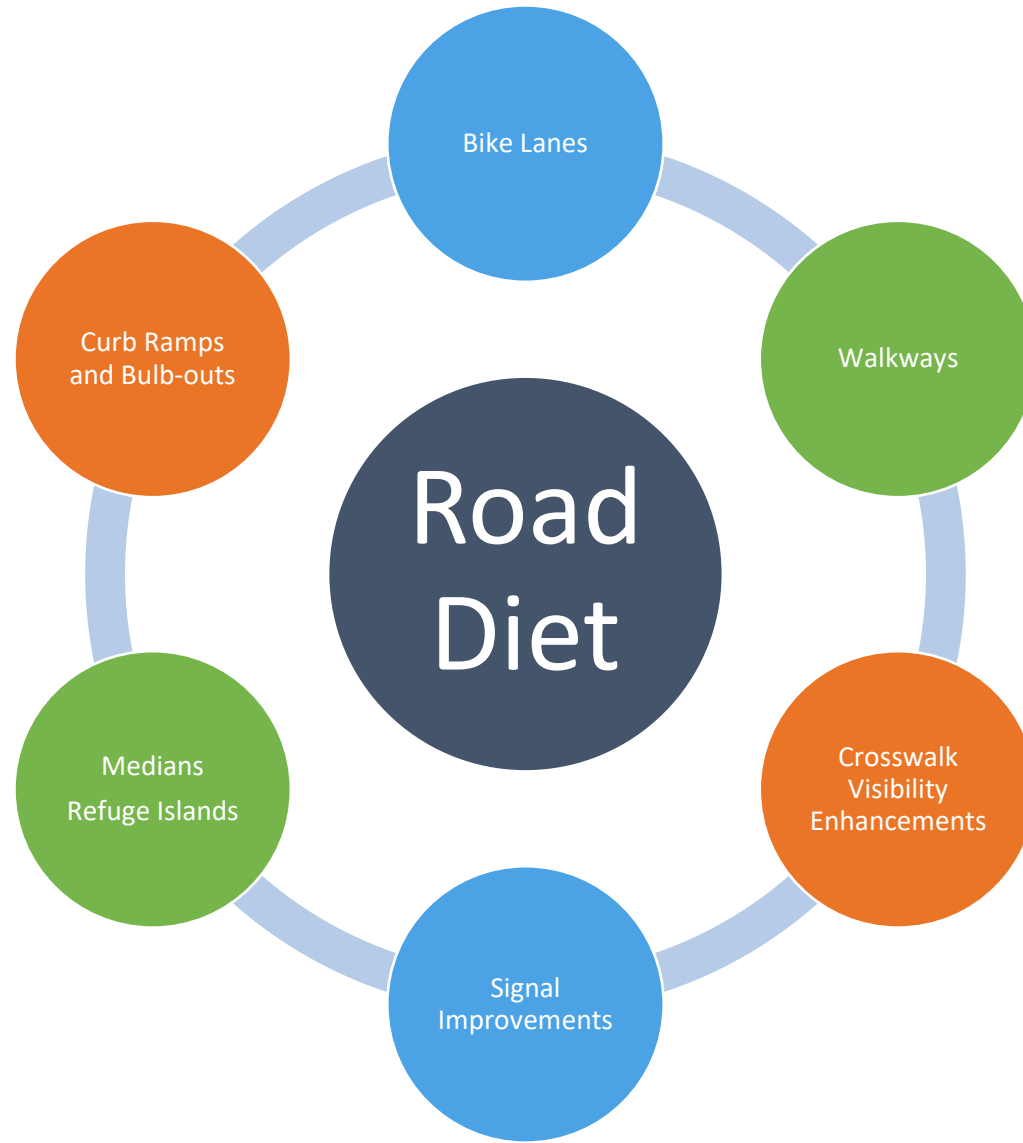 Bike Lanes
Walkways
Crosswalk
Visibility
Enhancements
Signal
Improvements
Medians
Refuge Islands
Curb Ramps
and Bulb-outs
Road
Diet